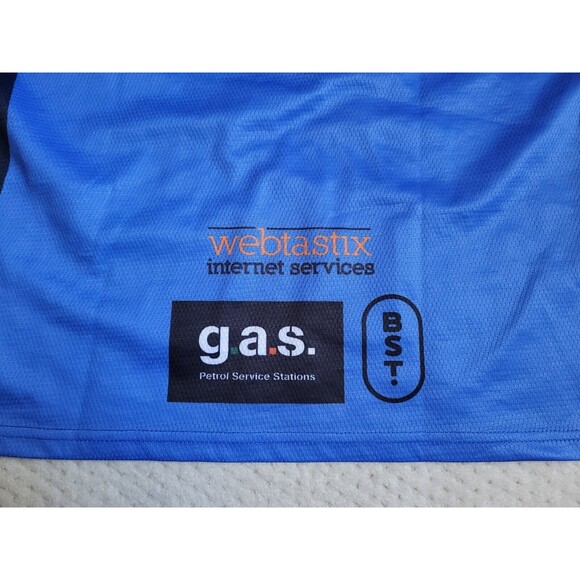 webtastix
internet services
g.a.s.
Petrol Service Stations
BST.